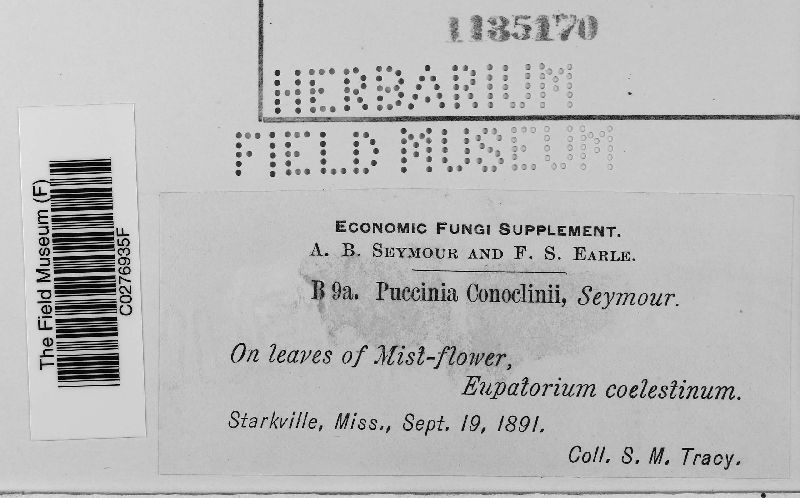 1135170
HERBARIUM
FIELD MUSEUM
The Field Museum (F)
C0276935F
ECONOMIC FUNGI SUPPLEMENT.
A. B. SEYMOUR AND F. S. EARLE.
B 9a. Puccinia Conoclinii, Seymour.
On leaves of Mist-flower,
Eupatorium coelestinum.
Starkville, Miss., Sept. 19, 1891.
Coll. S. M. Tracy.